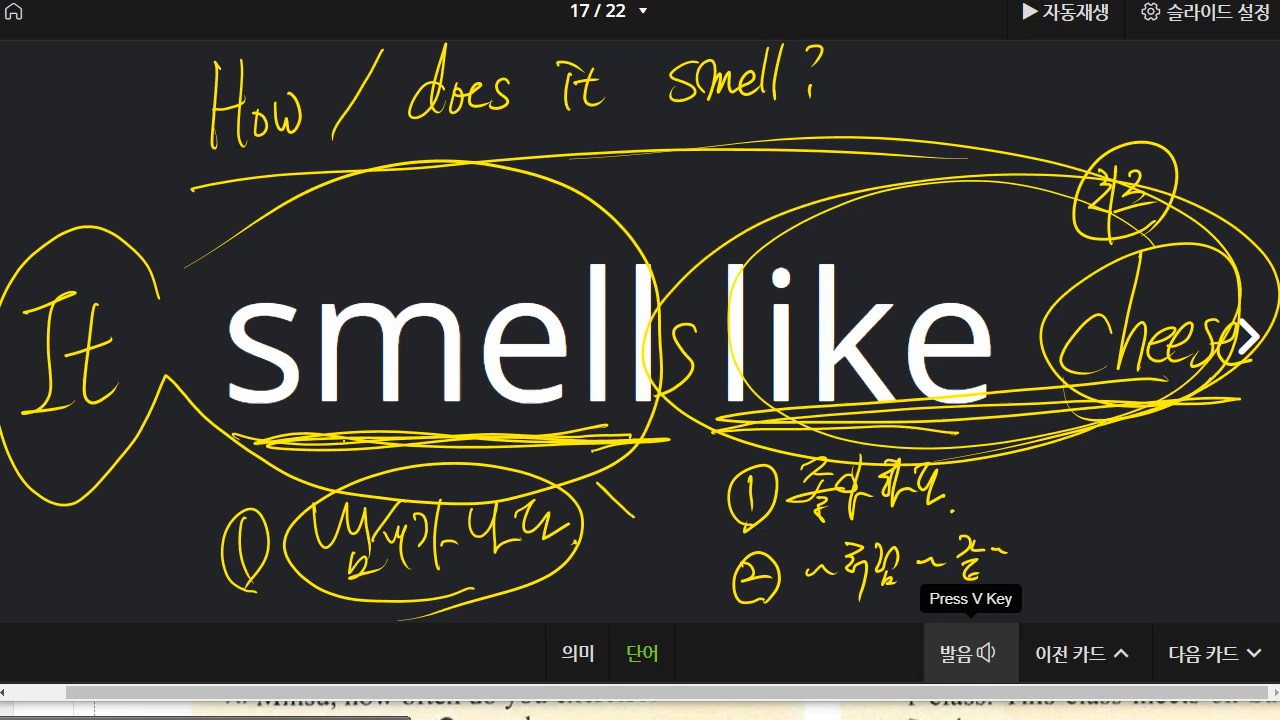 17 / 22
자동재생
슬라이드 설정
How / does it smell?
It smells like cheese
① 냄새가 나다.
① 좋아하다.
② ~처럼 ~같~
Press V Key
의미
단어
발음
이전 카드
다음 카드